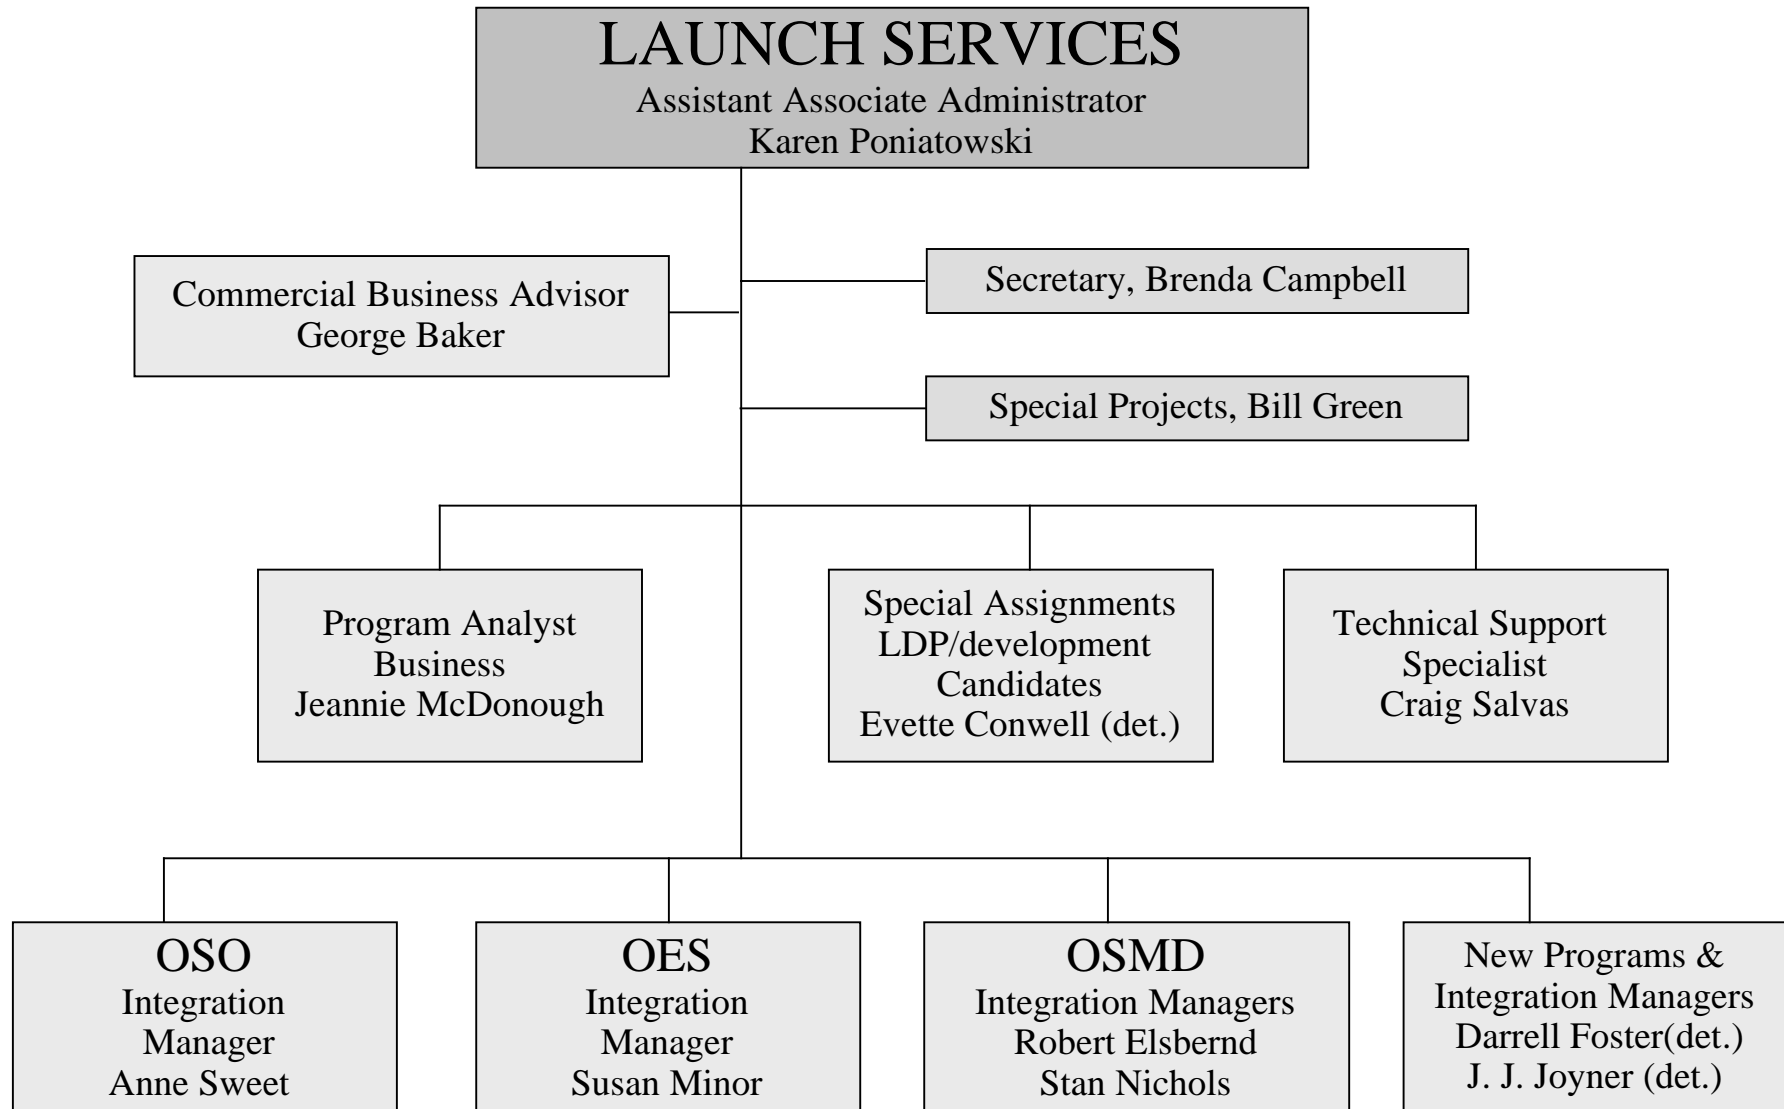 LAUNCH SERVICES
Assistant Associate Administrator
Karen Poniatowski
Commercial Business Advisor
George Baker
Secretary, Brenda Campbell
Special Projects, Bill Green
Program Analyst
Business
Jeannie McDonough
Special Assignments
LDP/development
Candidates
Evette Conwell (det.)
Technical Support
Specialist
Craig Salvas
OSO
Integration
Manager
Anne Sweet
OES
Integration
Manager
Susan Minor
OSMD
Integration Managers
Robert Elsbernd
Stan Nichols
New Programs &
Integration Managers
Darrell Foster(det.)
J. J. Joyner (det.)